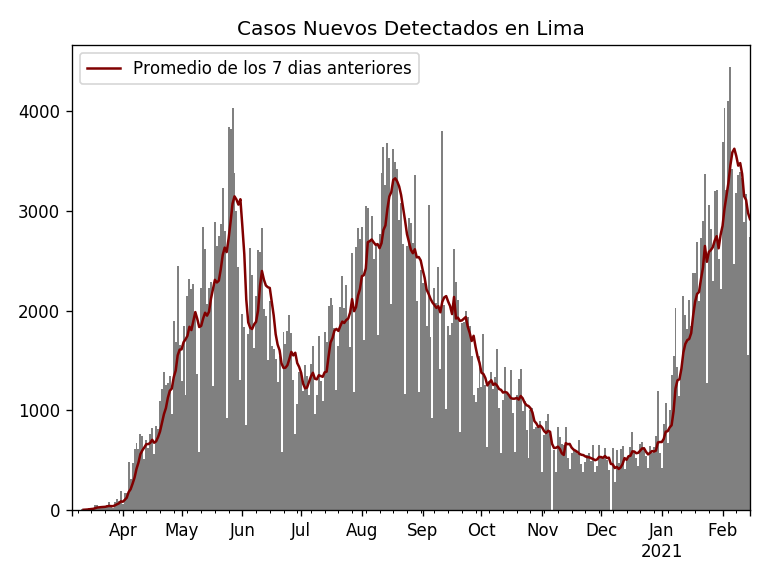 Casos Nuevos Detectados en Lima
Promedio de los 7 dias anteriores
4000
3000
2000
1000
0
Apr May Jun Jul Aug Sep Oct Nov Dec Jan Feb
2021